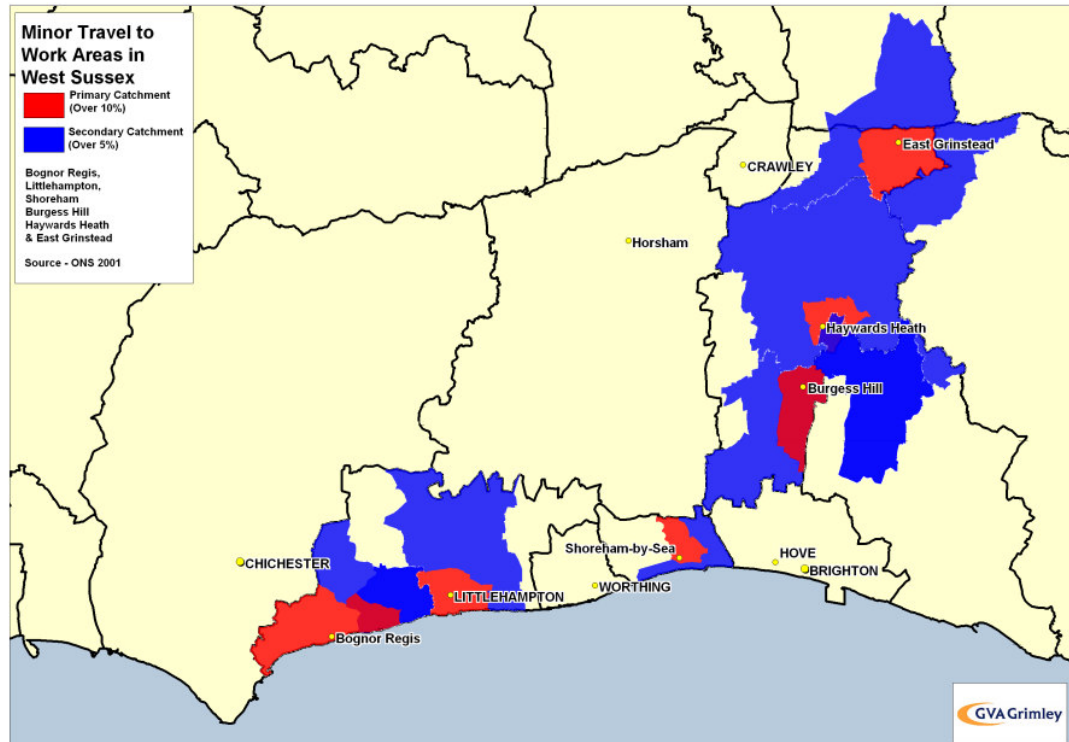 Minor Travel to
Work Areas in
West Sussex
Primary Catchment
(Over 10%)
Secondary Catchment
(Over 5%)
Bognor Regis,
Littlehampton,
Shoreham
Burgess Hill
Haywards Heath
& East Grinstead
Source - ONS 2001
East Grinstead
CRAWLEY
Horsham
Haywards Heath
Burgess Hill
Shoreham-by-Sea
HOVE
CHICHESTER
BRIGHTON
WORTHING
LITTLEHAMPTON
Bognor Regis
GVA Grimley